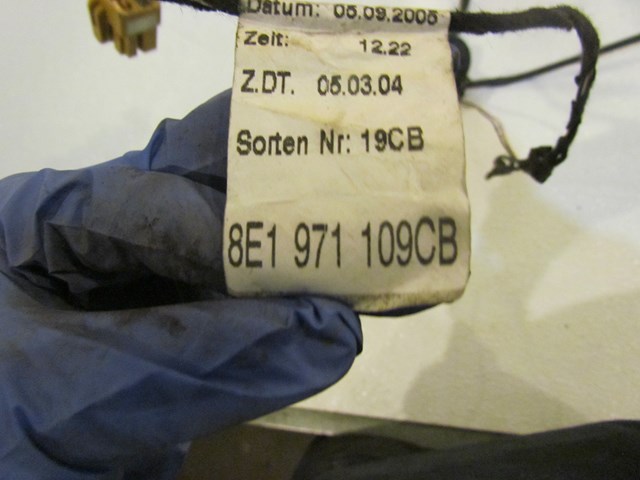 Datum: 05.09.2005
Zeit: 12.22
Z.DT. 05.03.04
Sorten Nr: 19CB
8E1 971 109CB